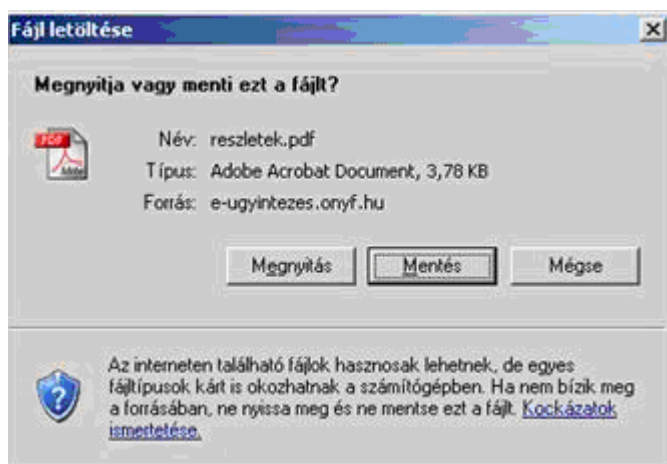 Fájl letöltése
Megnyitja vagy menti ezt a fájlt?
Név: reszletek.pdf
Típus: Adobe Acrobat Document, 3,78 KB
Forrás: e-ugyintezes.onyf.hu
Megnyitás Mentés Mégse
Az interneten található fájlok hasznosak lehetnek, de egyes
fájltípusok kárt is okozhatnak a számítógépben. Ha nem bízik meg
a forrásában, ne nyissa meg és ne mentse ezt a fájlt. Kockázatok
ismertetése.